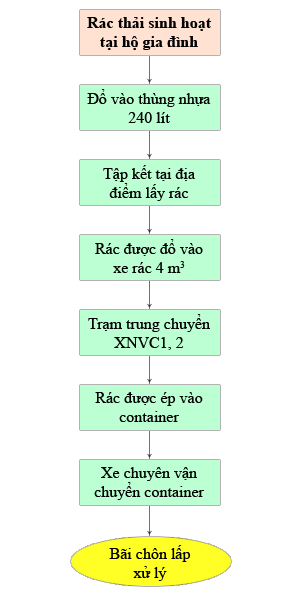 Rác thải sinh hoạt
tại hộ gia đình
Đổ vào thùng nhựa
240 lít
Tập kết tại địa
điểm lấy rác
Rác được đổ vào
xe rác 4 m³
Trạm trung chuyển
XNVC1, 2
Rác được ép vào
container
Xe chuyên vận
chuyển container
Bãi chôn lấp
xử lý